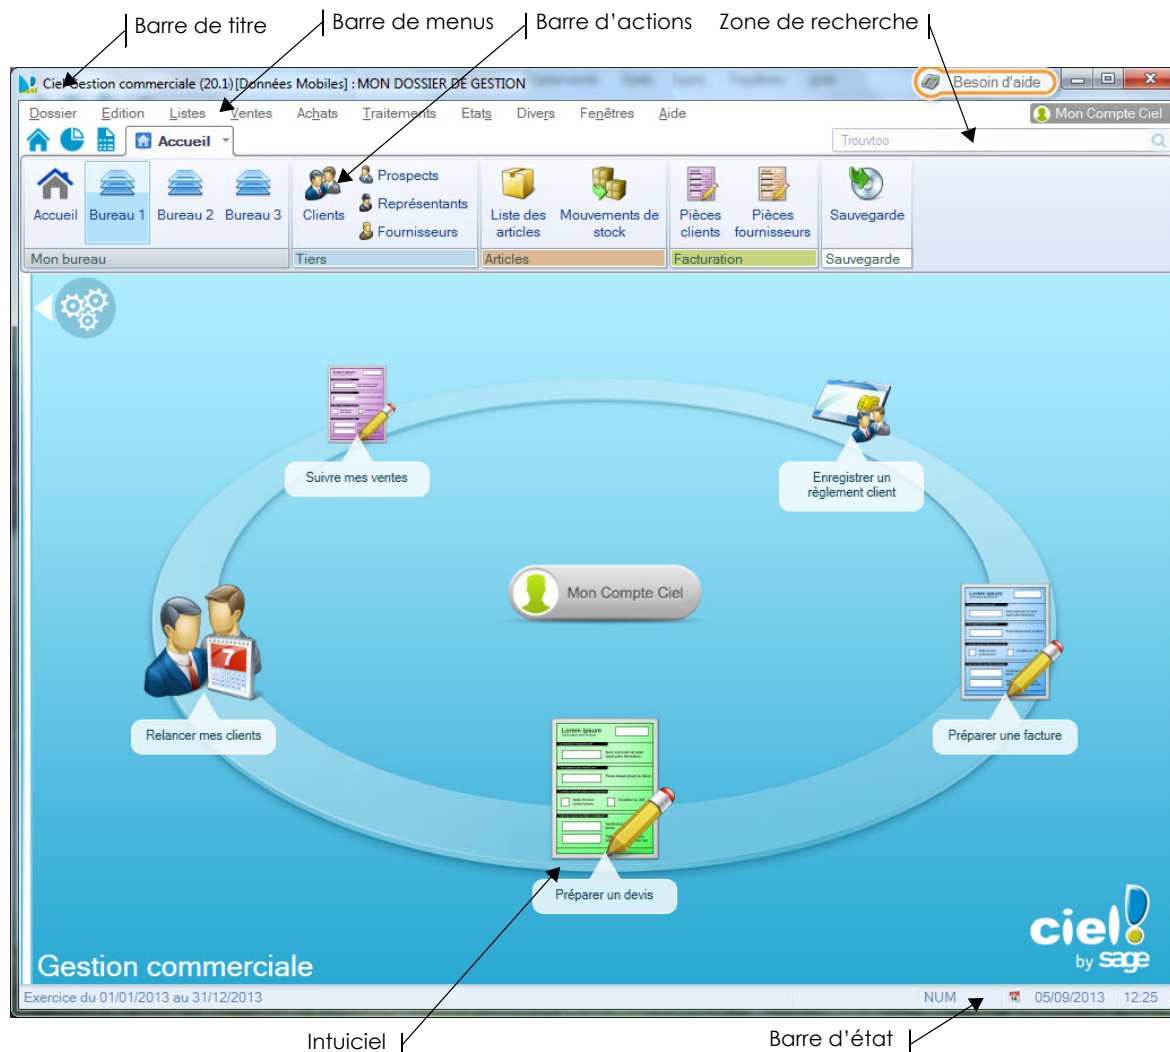 Barre de titre
Barre de menus
Barre d’actions
Zone de recherche
Ciel Gestion commerciale (20.1) [Données Mobiles] : MON DOSSIER DE GESTION
Besoin d'aide
Dossier Edition Listes Ventes Achats Traitements Etats Divers Fenêtres Aide
Mon Compte Ciel
Accueil
Trouvtoo
Accueil
Bureau 1
Bureau 2
Bureau 3
Mon bureau
Clients
Prospects
Représentants
Fournisseurs
Tiers
Liste des
articles
Mouvements de
stock
Articles
Pièces
clients
Pièces
fournisseurs
Facturation
Sauvegarde
Sauvegarde
Suivre mes ventes
Enregistrer un
règlement client
Mon Compte Ciel
7
Relancer mes clients
Lorem Ipsum
Préparer une facture
Lorem Ipsum
Préparer un devis
ciel!
by sage
Gestion commerciale
Exercice du 01/01/2013 au 31/12/2013
NUM
05/09/2013
12:25
Intuiciel
Barre d’état